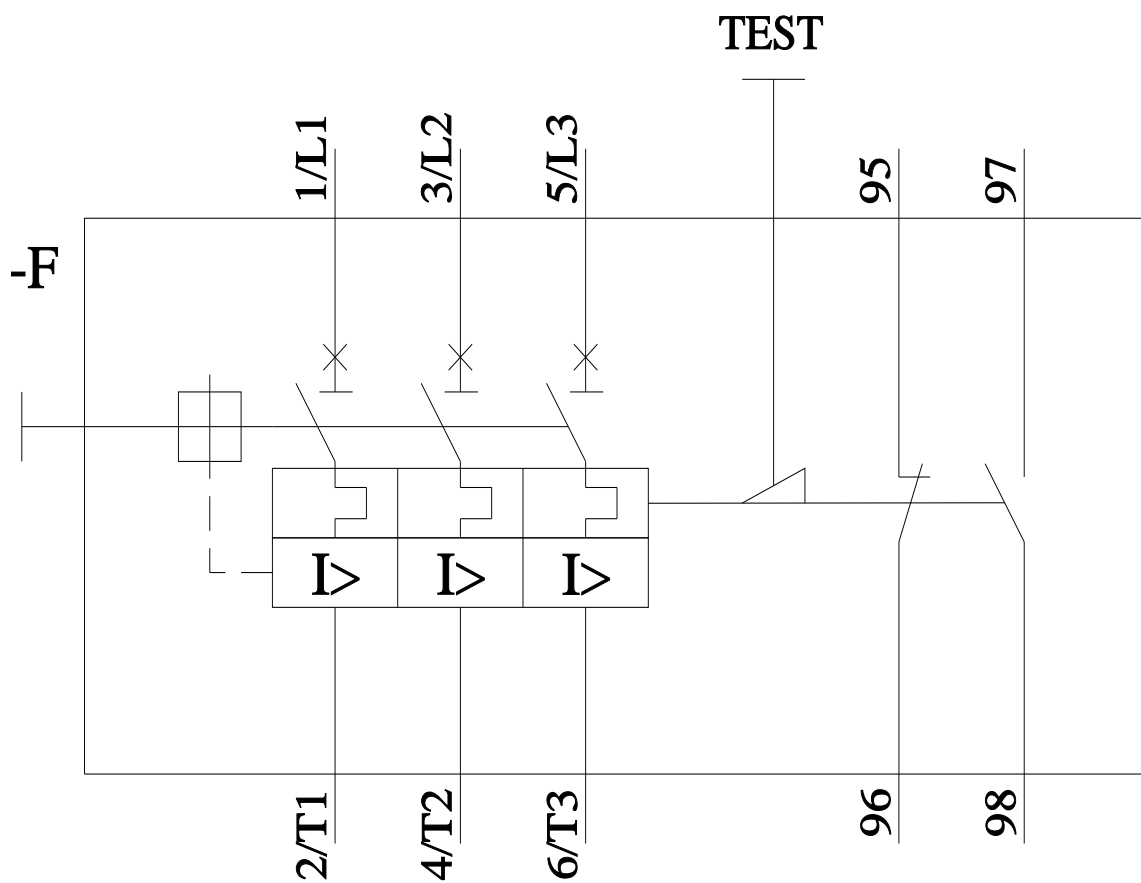 TEST
1/L1
3/L2
5/L3
95
97
-F
I>
I>
I>
2/T1
4/T2
6/T3
96
98